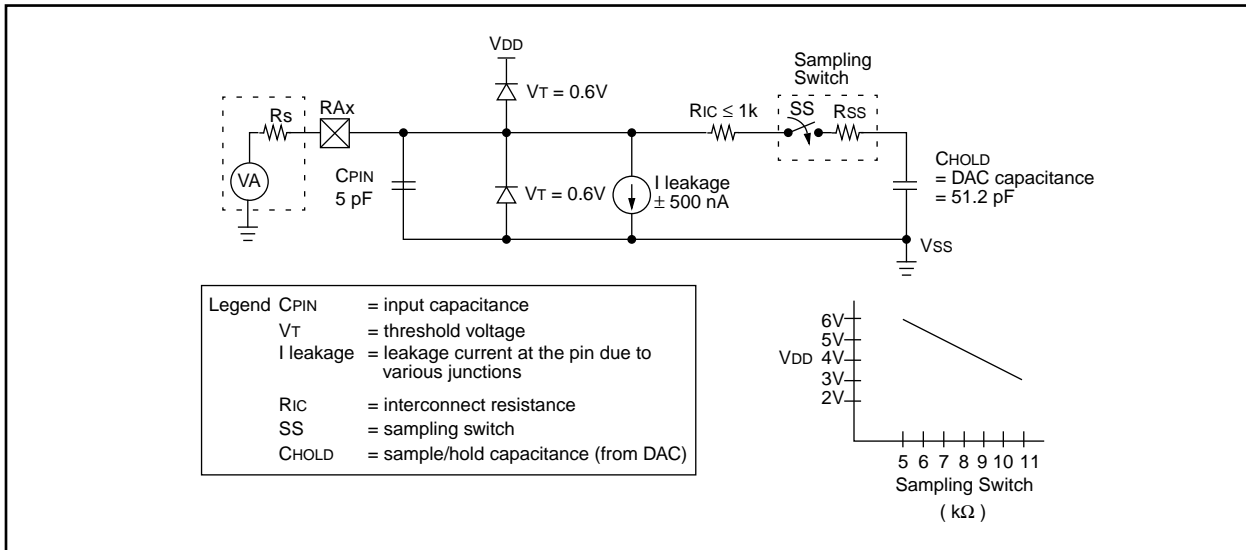 VDD
Sampling
Switch
VT = 0.6V
RS
RAx
RIC ≤ 1k
SS
RSS
VA
CPIN
5 pF
VT = 0.6V
I leakage
± 500 nA
CHOLD
= DAC capacitance
= 51.2 pF
VSS
Legend CPIN = input capacitance
VT = threshold voltage
I leakage = leakage current at the pin due to
various junctions
RIC = interconnect resistance
SS = sampling switch
CHOLD = sample/hold capacitance (from DAC)
6V
5V
VDD 4V
3V
2V
5 6 7 8 9 10 11
Sampling Switch
( kΩ )